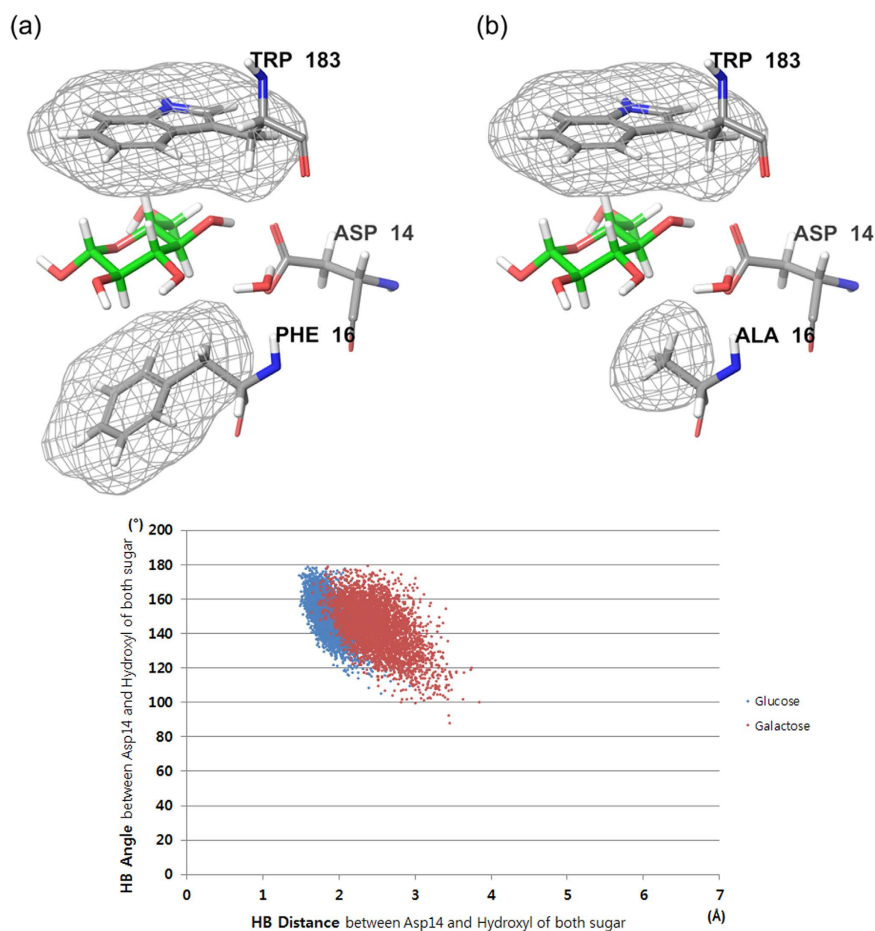 (a)
(b)
TRP 183
TRP 183
ASP 14
ASP 14
PHE 16
ALA 16
(°)
200
180
160
140
120
100
80
60
40
20
0
HB Angle between Asp14 and Hydroxyl of both sugar
Glucose
Galactose
0 1 2 3 4 5 6 7
(Å)
HB Distance between Asp14 and Hydroxyl of both sugar